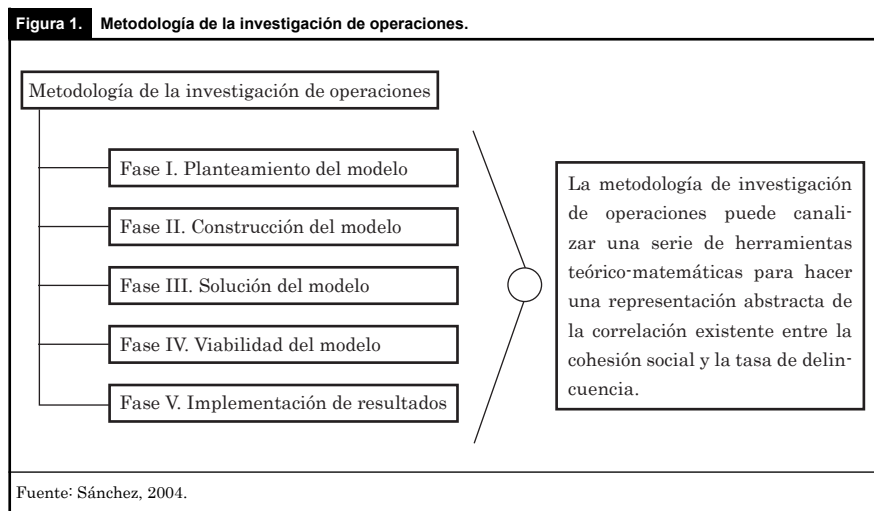 Figura 1. Metodología de la investigación de operaciones.
Metodología de la investigación de operaciones
Fase I. Planteamiento del modelo
Fase II. Construcción del modelo
Fase III. Solución del modelo
Fase IV. Viabilidad del modelo
Fase V. Implementación de resultados
La metodología de investigación
de operaciones puede canali-
zar una serie de herramientas
teórico-matemáticas para hacer
una representación abstracta de
la correlación existente entre la
cohesión social y la tasa de delin-
cuencia.
Fuente: Sánchez, 2004.